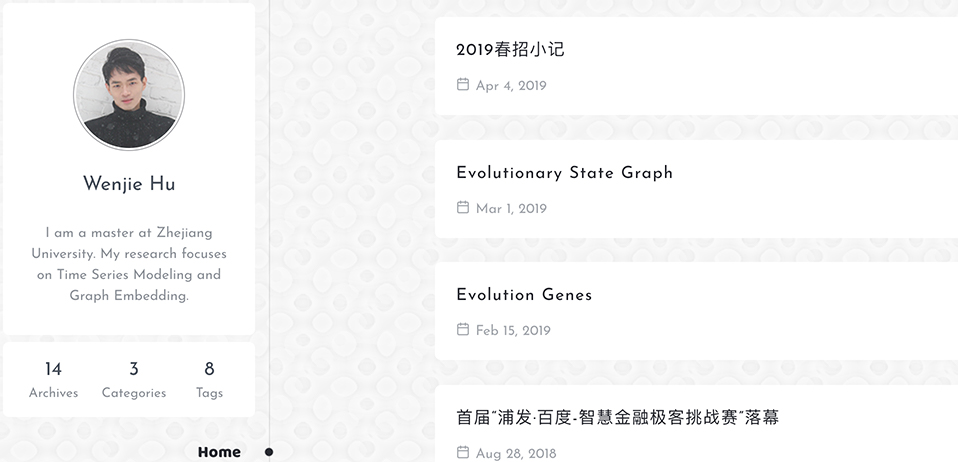 Wenjie Hu
I am a master at Zhejiang
University. My research focuses
on Time Series Modeling and
Graph Embedding.
14
3
8
Archives
Categories
Tags
Home
2019春招小记
Apr 4, 2019
Evolutionary State Graph
Mar 1, 2019
Evolution Genes
Feb 15, 2019
首届“浦发·百度-智慧金融极客挑战赛”落幕
Aug 28, 2018